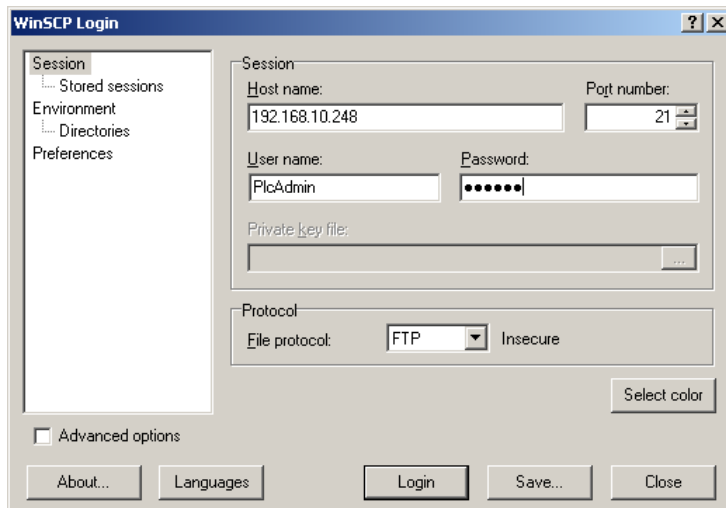 WinSCP Login
Session
Stored sessions
Environment
Directories
Preferences
Session
Host name:
Port number:
192.168.10.248
21
User name:
Password:
PlcAdmin
●●●●●●
Private key file:
...
Protocol
File protocol:
FTP
Insecure
Select color
Advanced options
About...
Languages
Login
Save...
Close